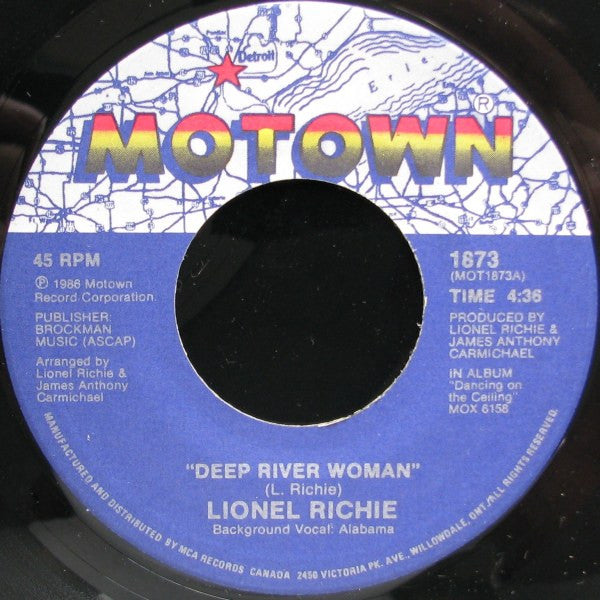 Detroit
Erie
MOTOWN®
45 RPM
℗ 1986 Motown
Record Corporation.
PUBLISHER:
BROCKMAN
MUSIC (ASCAP)
Arranged by
Lionel Richie &
James Anthony
Carmichael
1873
(MOT1873A)
TIME 4:36
PRODUCED BY
LIONEL RICHIE &
JAMES ANTHONY
CARMICHAEL
IN ALBUM
"Dancing on
the Ceiling"
MOX 6158
"DEEP RIVER WOMAN"
(L. Richie)
LIONEL RICHIE
Background Vocal: Alabama
MANUFACTURED AND DISTRIBUTED BY MCA RECORDS CANADA 2450 VICTORIA PK. AVE., WILLOWDALE, ONT./ALL RIGHTS RESERVED.